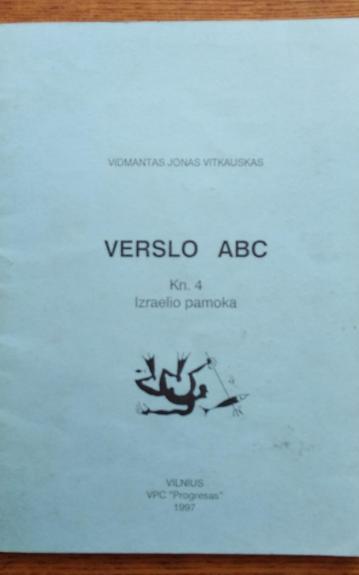 VIDMANTAS JONAS VITKAUSKAS
VERSLO ABC
Kn. 4
Izraelio pamoka
VILNIUS
VPC "Progresas"
1997